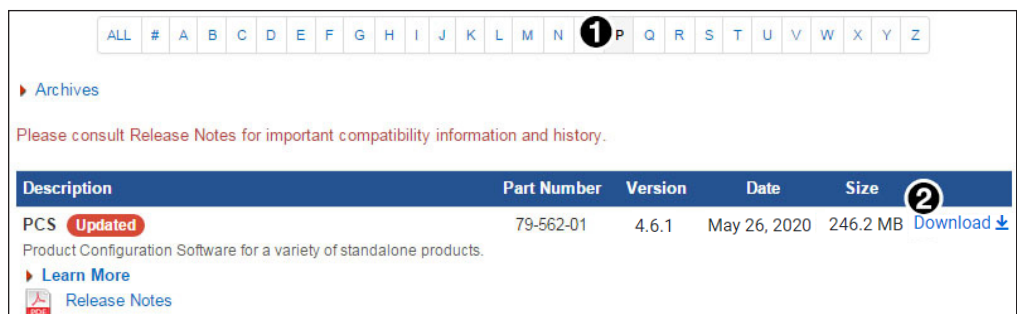 ALL # A B C D E F G H I J K L M N 1 P Q R S T U V W X Y Z
Archives
Please consult Release Notes for important compatibility information and history.
Description Part Number Version Date Size 2
PCS Updated 79-562-01 4.6.1 May 26, 2020 246.2 MB Download
Product Configuration Software for a variety of standalone products.
Learn More
PDF Release Notes